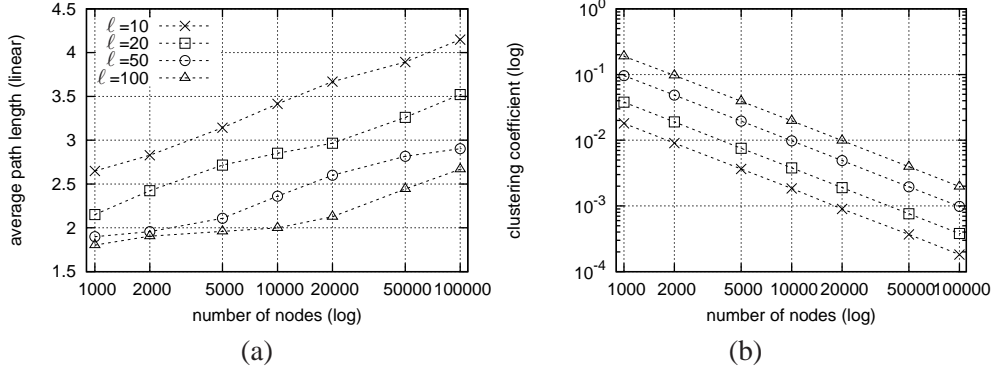 4.5
4
3.5
3
2.5
2
1.5
average path length (linear)
ℓ=10
ℓ=20
ℓ=50
ℓ=100
1000 2000 5000 10000 20000 50000 100000
number of nodes (log)
(a)
10^0
10^-1
10^-2
10^-3
10^-4
clustering coefficient (log)
1000 2000 5000 10000 20000 50000 100000
number of nodes (log)
(b)